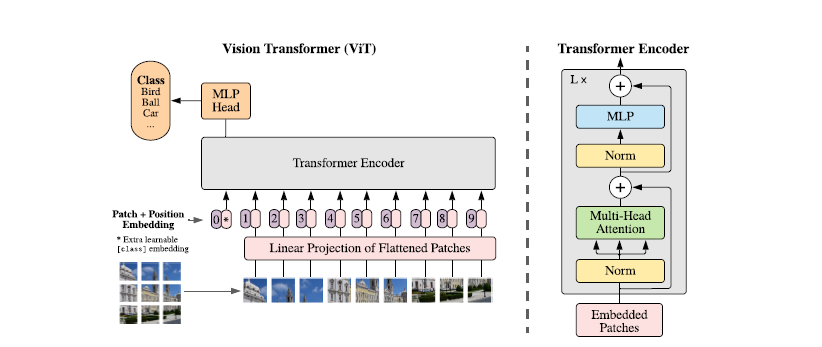 Vision Transformer (ViT)
Class
Bird
Ball
Car
...
MLP
Head
Transformer Encoder
Patch + Position
Embedding
0 * 1 2 3 4 5 6 7 8 9
* Extra learnable
[class] embedding
Linear Projection of Flattened Patches
Transformer Encoder
L ×
+
MLP
Norm
+
Multi-Head
Attention
Norm
Embedded
Patches